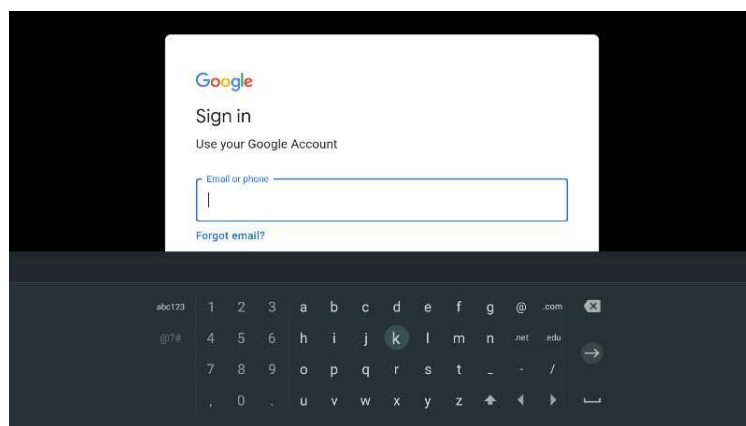 Google
Sign in
Use your Google Account
Email or phone
Forgot email?
abc123 1 2 3 a b c d e f g @ .com
@!?# 4 5 6 h i j k l m n .net .edu
7 8 9 o p q r s t _ - /
, 0 . u v w x y z